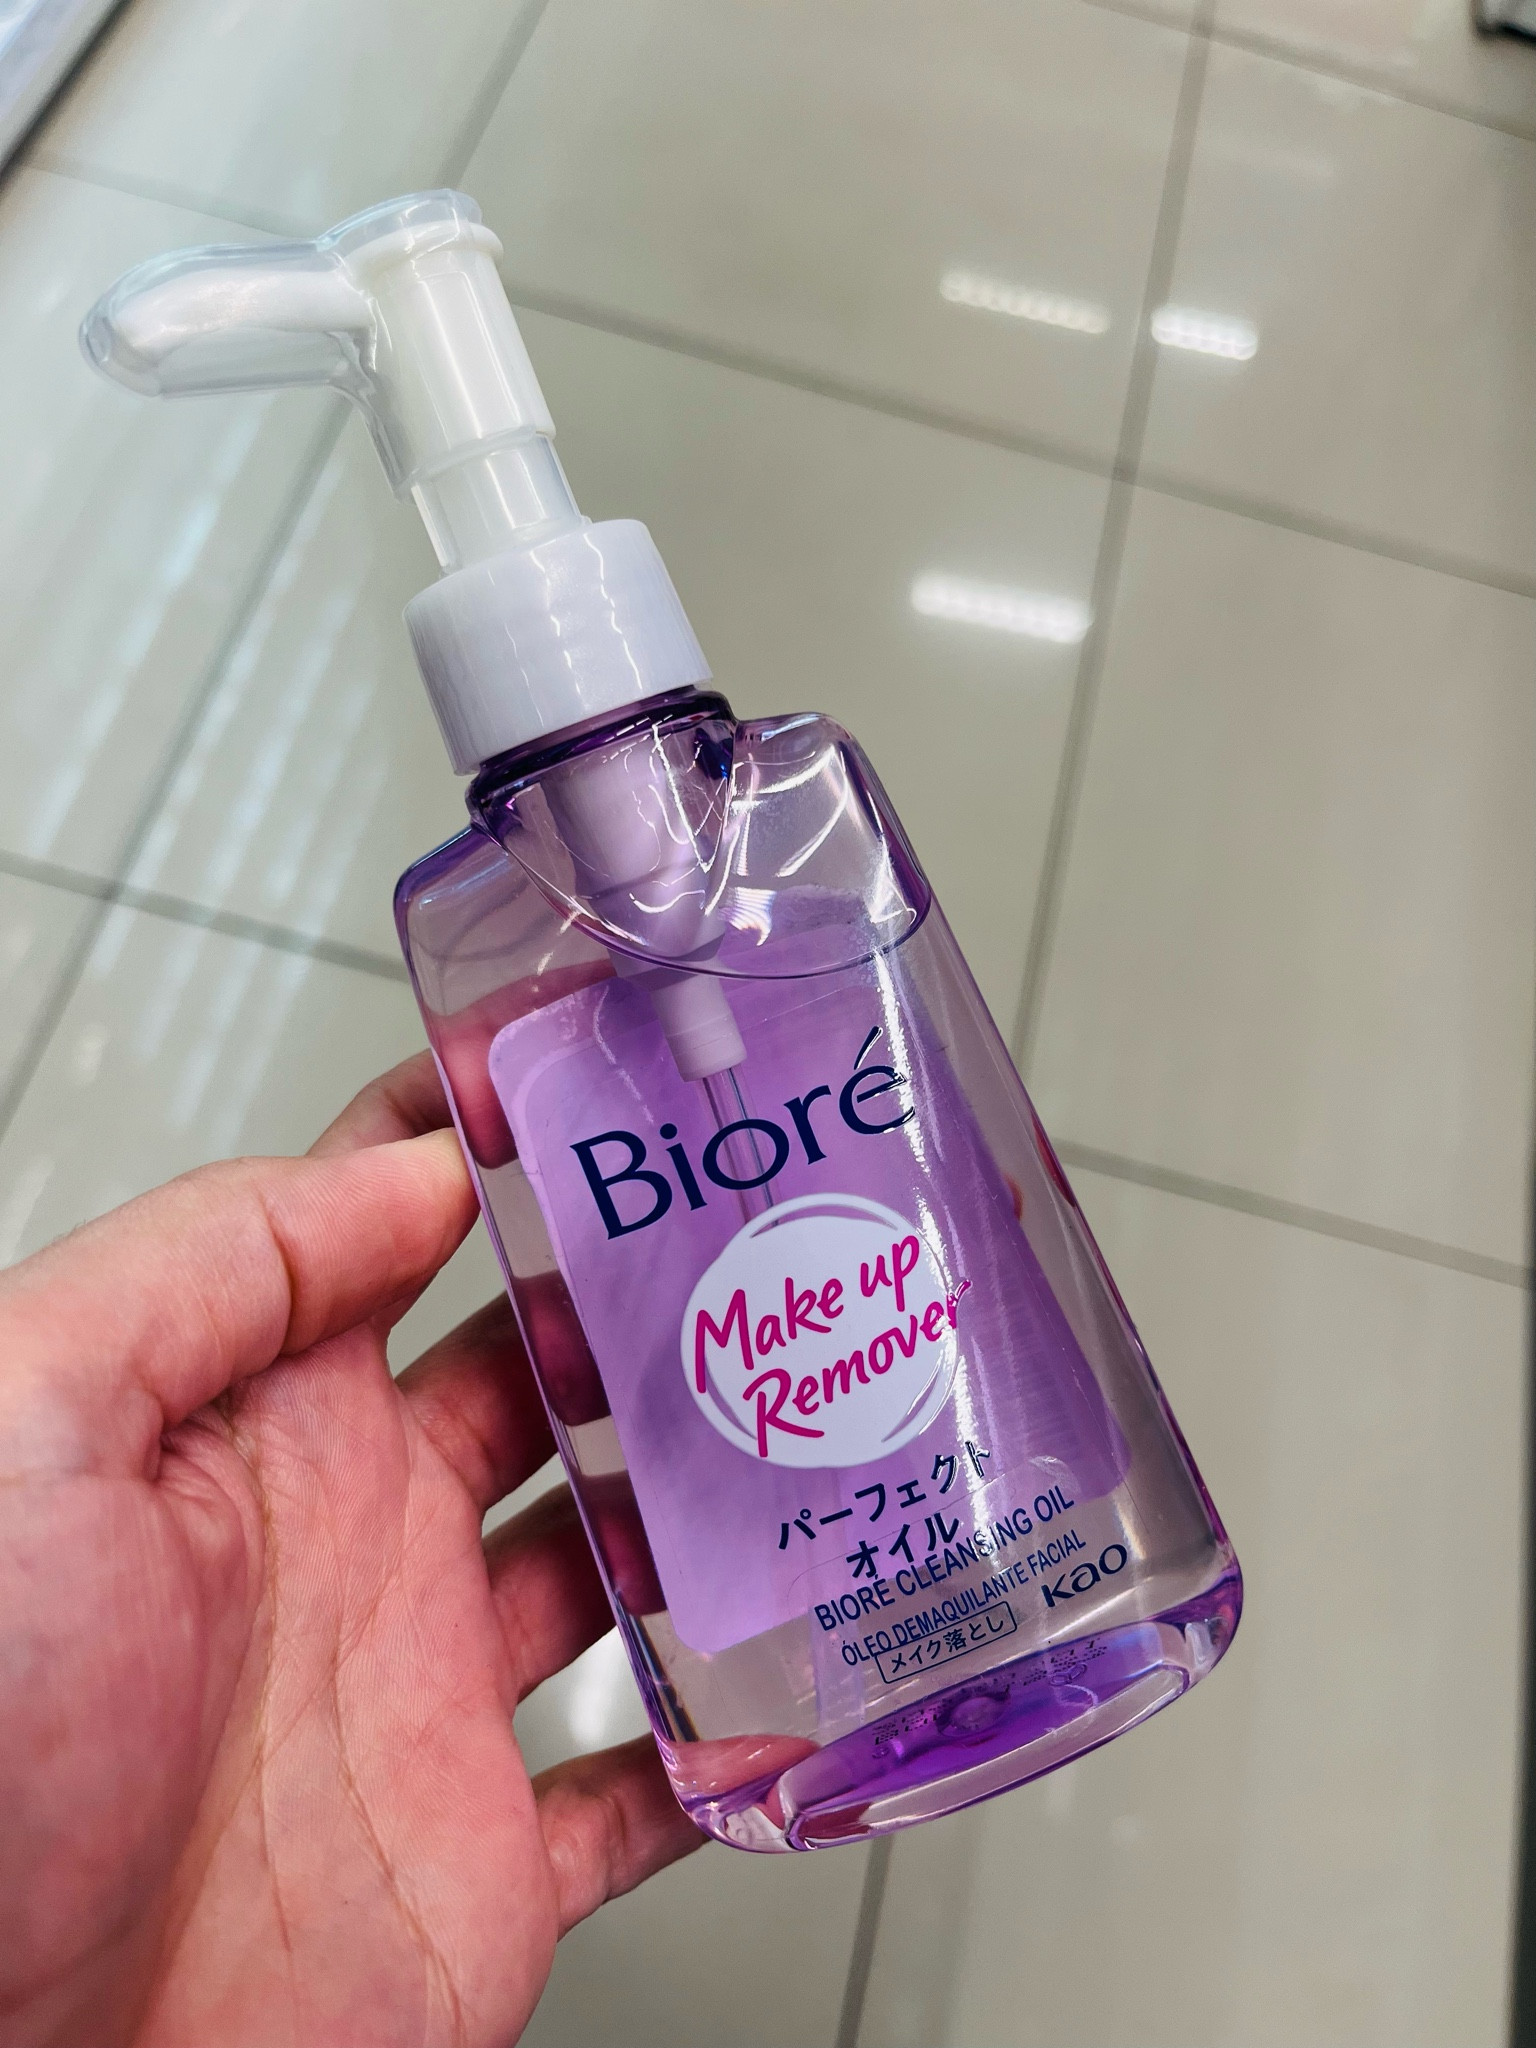 Bioré
Make up
Remover
パーフェクト
オイル
BIORÉ CLEANSING OIL
ÓLEO DEMAQUILANTE FACIAL
Kao
メイク落とし